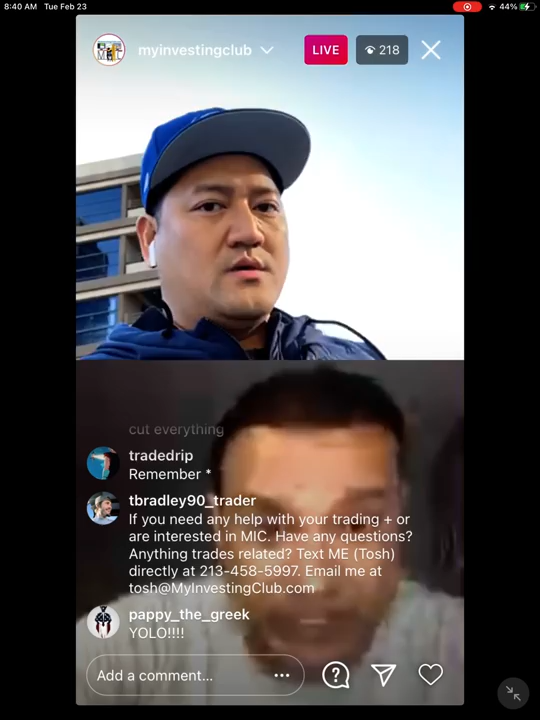 8:40 AM Tue Feb 23
44%
myinvestingclub
LIVE
218
cut everything
tradedrip
Remember *
tbradley90_trader
If you need any help with your trading + or
are interested in MIC. Have any questions?
Anything trades related? Text ME (Tosh)
directly at 213-458-5997. Email me at
tosh@MyInvestingClub.com
pappy_the_greek
YOLO!!!!
Add a comment...